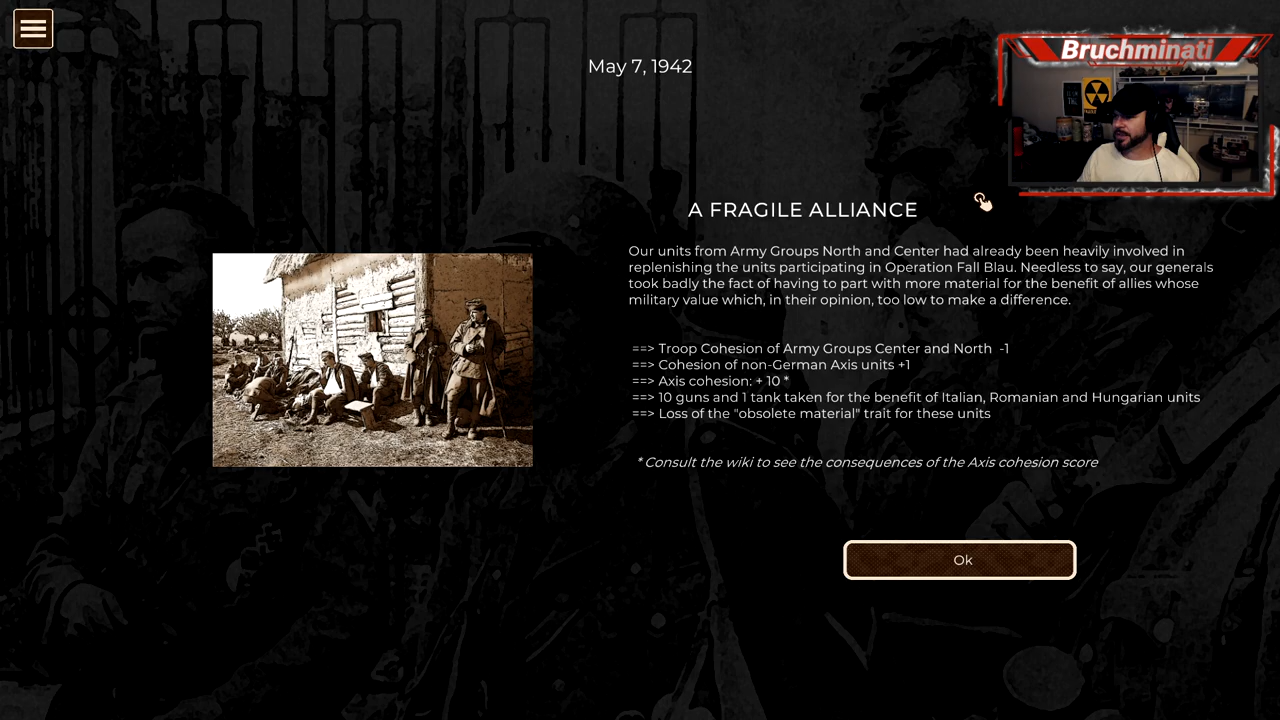 May 7, 1942
Bruchminati
A FRAGILE ALLIANCE
Our units from Army Groups North and Center had already been heavily involved in
replenishing the units participating in Operation Fall Blau. Needless to say, our generals
took badly the fact of having to part with more material for the benefit of allies whose
military value which, in their opinion, too low to make a difference.
==> Troop Cohesion of Army Groups Center and North -1
==> Cohesion of non-German Axis units +1
==> Axis cohesion: + 10 *
==> 10 guns and 1 tank taken for the benefit of Italian, Romanian and Hungarian units
==> Loss of the "obsolete material" trait for these units
* Consult the wiki to see the consequences of the Axis cohesion score
Ok